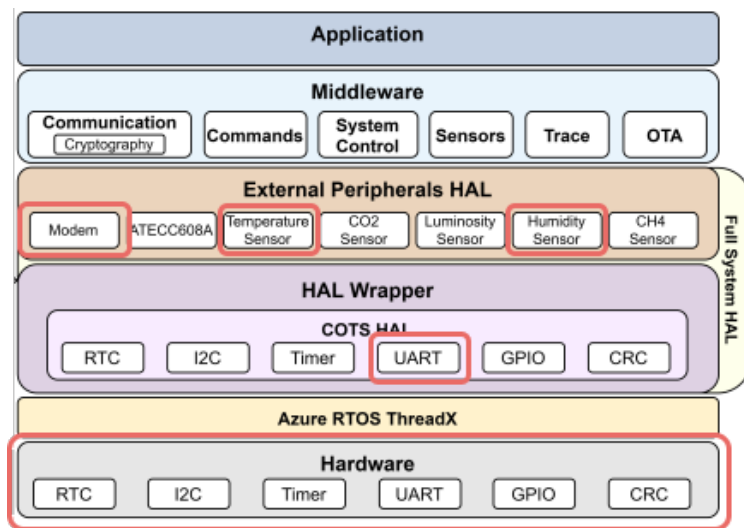 Application
Middleware
Communication
Cryptography
Commands
System
Control
Sensors
Trace
OTA
External Peripherals HAL
Modem
ATECC608A
Temperature
Sensor
CO2
Sensor
Luminosity
Sensor
Humidity
Sensor
CH4
Sensor
Full System HAL
HAL Wrapper
COTS HAL
RTC
I2C
Timer
UART
GPIO
CRC
Azure RTOS ThreadX
Hardware
RTC
I2C
Timer
UART
GPIO
CRC